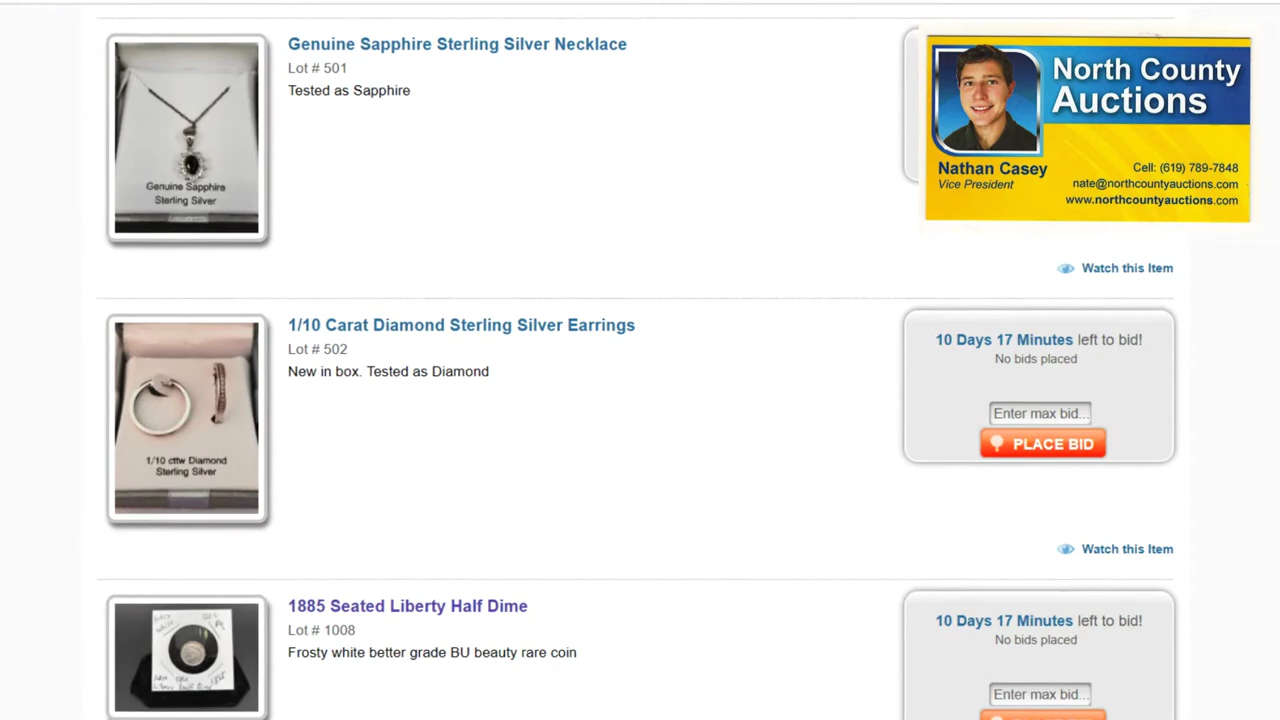 Genuine Sapphire Sterling Silver Necklace
Lot # 501
Tested as Sapphire
Genuine Sapphire
Sterling Silver
North County
Auctions
Nathan Casey
Vice President
Cell: (619) 789-7848
nate@northcountyauctions.com
www.northcountyauctions.com
Watch this Item
1/10 Carat Diamond Sterling Silver Earrings
Lot # 502
New in box. Tested as Diamond
1/10 cttw Diamond
Sterling Silver
10 Days 17 Minutes left to bid!
No bids placed
Enter max bid...
PLACE BID
Watch this Item
1885 Seated Liberty Half Dime
Lot # 1008
Frosty white better grade BU beauty rare coin
10 Days 17 Minutes left to bid!
No bids placed
Enter max bid...